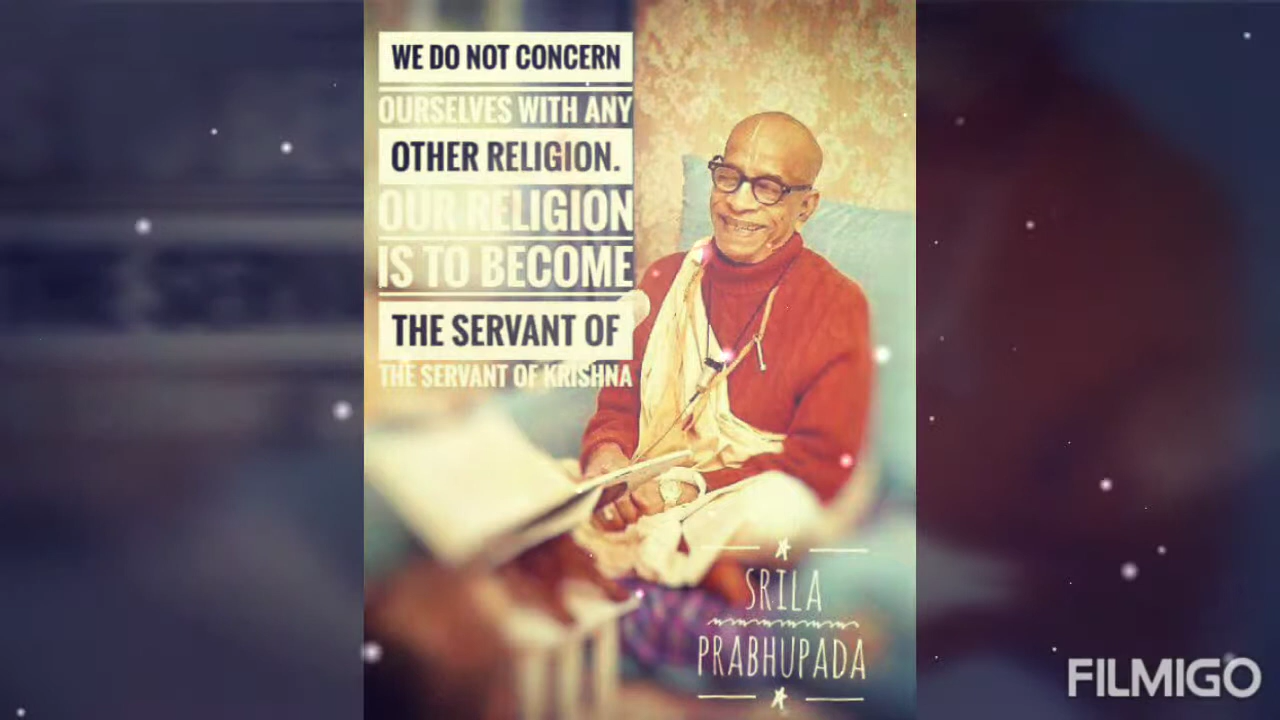 WE DO NOT CONCERN
OURSELVES WITH ANY
OTHER RELIGION.
OUR RELIGION
IS TO BECOME
THE SERVANT OF
THE SERVANT OF KRISHNA
SRILA
PRABHUPADA
FILMIGO